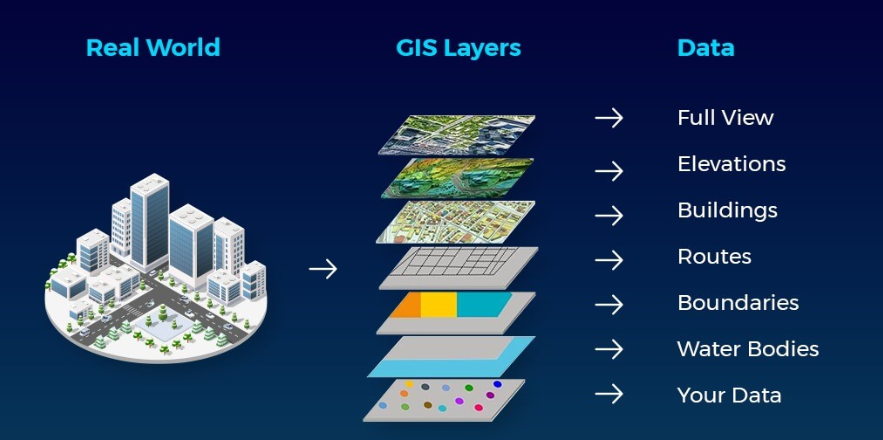 Real World
GIS Layers
Data
Full View
Elevations
Buildings
Routes
Boundaries
Water Bodies
Your Data